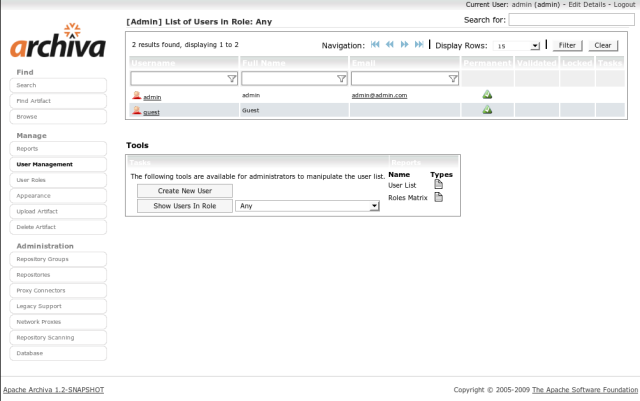 Current User: admin (admin) - Edit Details - Logout
archiva
[Admin] List of Users in Role: Any
Search for:
2 results found, displaying 1 to 2
Navigation:
Display Rows: 15
Filter
Clear
Username Full Name Email Permanent Validated Locked Tasks
admin admin admin@admin.com
guest Guest
Find
Search
Find Artifact
Browse
Manage
Reports
User Management
User Roles
Appearance
Upload Artifact
Delete Artifact
Administration
Repository Groups
Repositories
Proxy Connectors
Legacy Support
Network Proxies
Repository Scanning
Database
Tools
Tasks Reports
The following tools are available for administrators to manipulate the user list.
Create New User
Show Users In Role Any
Name Types
User List
Roles Matrix
Apache Archiva 1.2-SNAPSHOT
Copyright © 2005-2009 The Apache Software Foundation